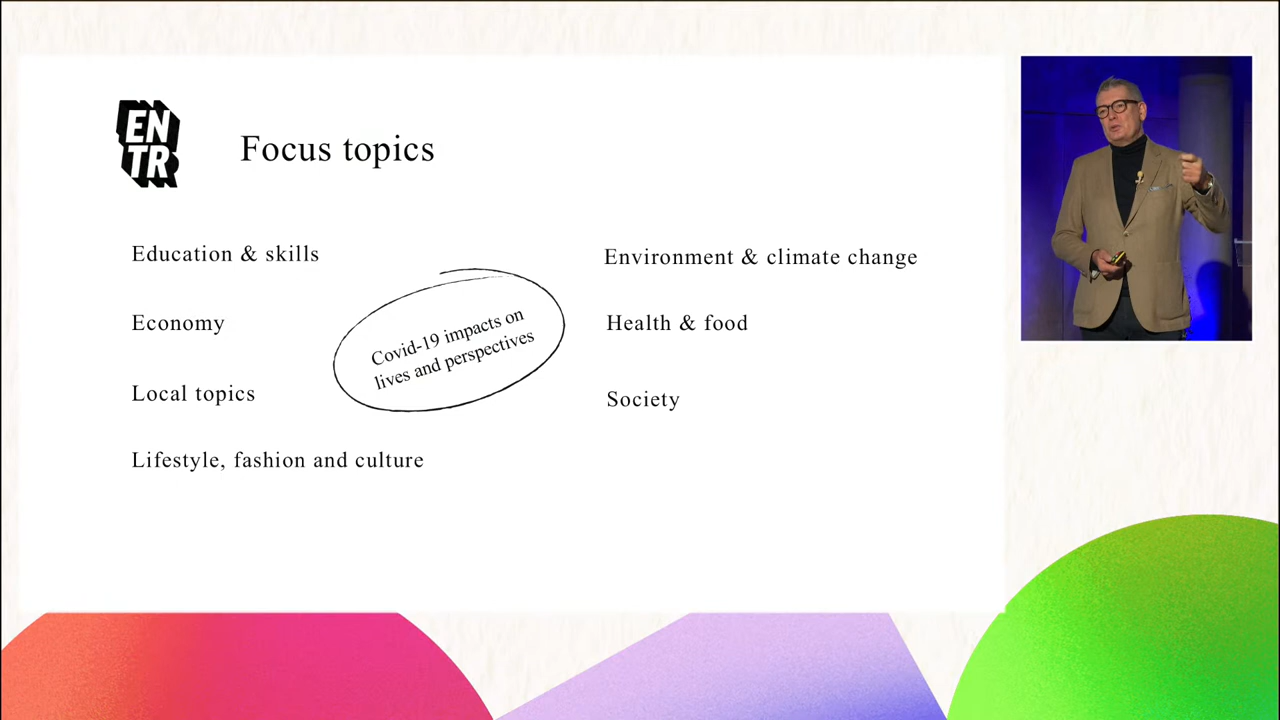 EN
TR
Focus topics
Education & skills
Economy
Local topics
Lifestyle, fashion and culture
Covid-19 impacts on
lives and perspectives
Environment & climate change
Health & food
Society